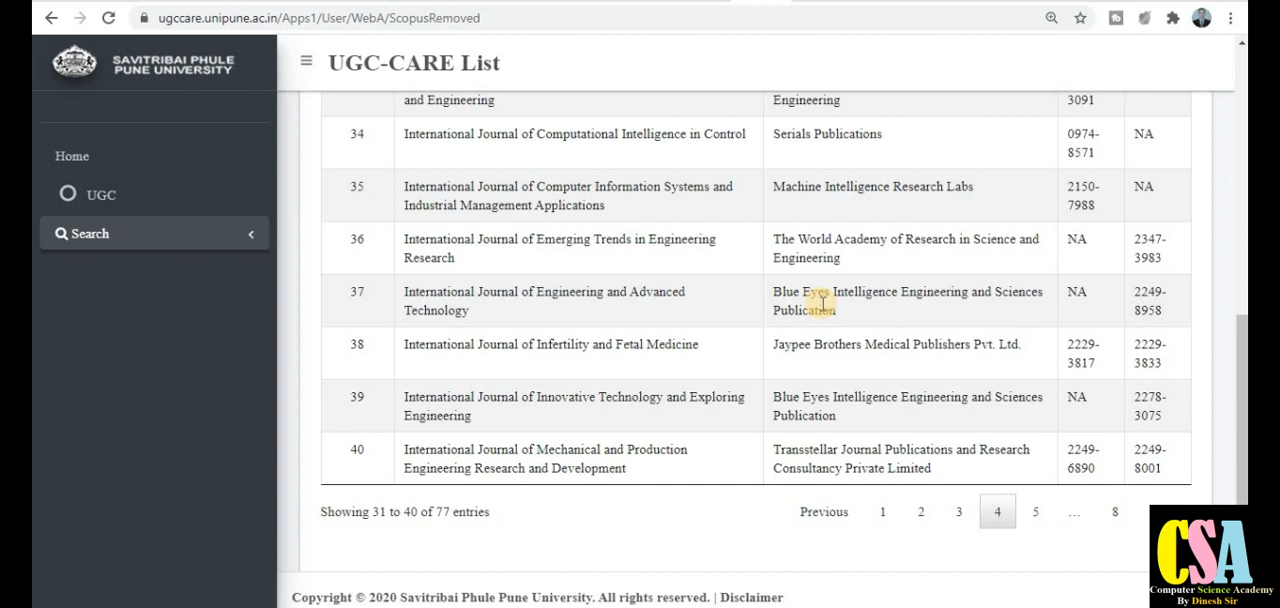 ugccare.unipune.ac.in/Apps1/User/WebA/ScopusRemoved
SAVITRIBAI PHULE
PUNE UNIVERSITY
UGC-CARE List
Home
UGC
Search
and Engineering Engineering 3091
34 International Journal of Computational Intelligence in Control Serials Publications 0974- NA
8571
35 International Journal of Computer Information Systems and Machine Intelligence Research Labs 2150- NA
Industrial Management Applications 7988
36 International Journal of Emerging Trends in Engineering The World Academy of Research in Science and NA 2347-
Research Engineering 3983
37 International Journal of Engineering and Advanced Blue Eyes Intelligence Engineering and Sciences NA 2249-
Technology Publication 8958
38 International Journal of Infertility and Fetal Medicine Jaypee Brothers Medical Publishers Pvt. Ltd. 2229- 2229-
3817 3833
39 International Journal of Innovative Technology and Exploring Blue Eyes Intelligence Engineering and Sciences NA 2278-
Engineering Publication 3075
40 International Journal of Mechanical and Production Transstellar Journal Publications and Research 2249- 2249-
Engineering Research and Development Consultancy Private Limited 6890 8001
Showing 31 to 40 of 77 entries Previous 1 2 3 4 5 ... 8
Copyright © 2020 Savitribai Phule Pune University. All rights reserved. | Disclaimer
CSA
Computer Science Academy
By Dinesh Sir